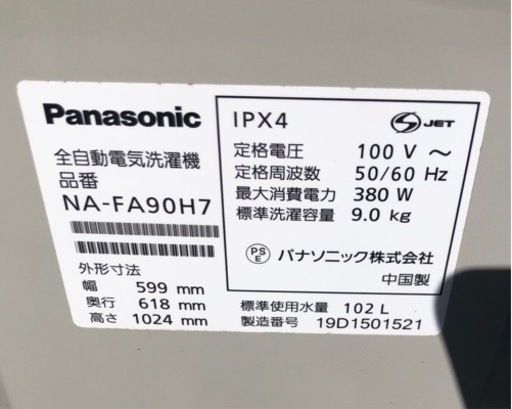 Panasonic
全自動電気洗濯機
品番
NA-FA90H7
外形寸法
幅 599 mm
奥行 618 mm
高さ 1024 mm
IPX4
S JET
定格電圧 100 V ～
定格周波数 50/60 Hz
最大消費電力 380 W
標準洗濯容量 9.0 kg
PS E パナソニック株式会社
中国製
標準使用水量 102 L
製造番号 19D1501521